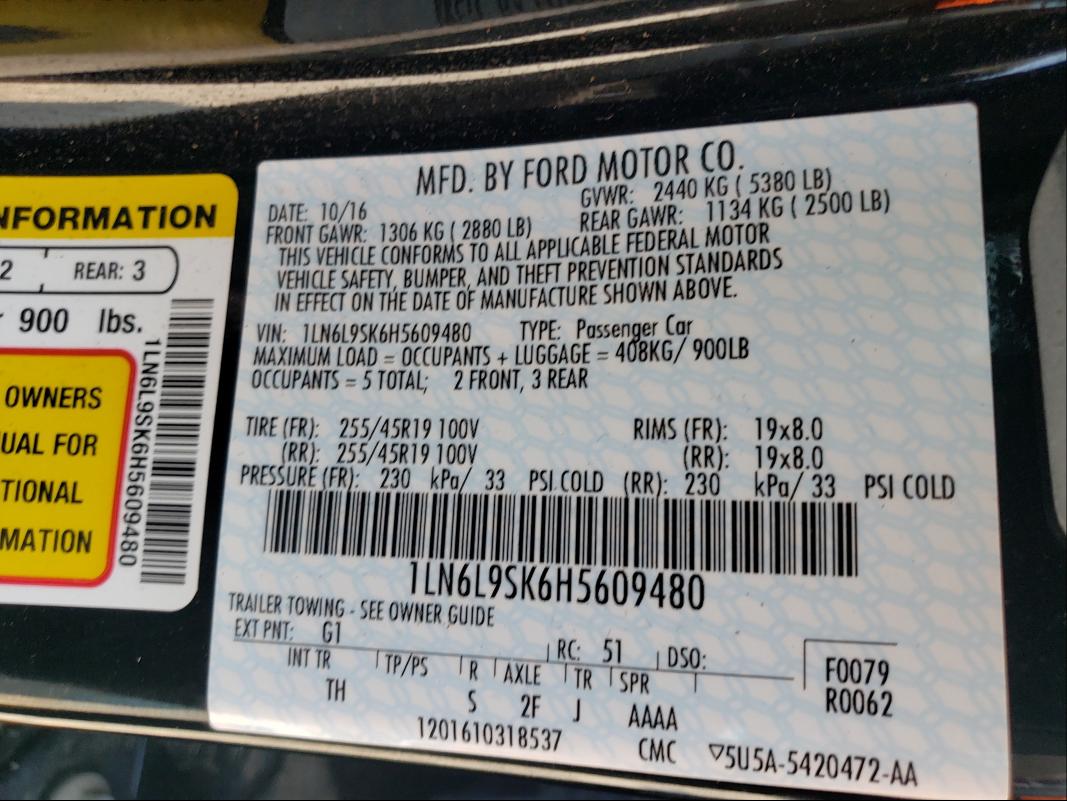 NFORMATION
2 REAR: 3
900 lbs.
OWNERS
UAL FOR
TIONAL
MATION
1LN6L9SK6H5609480
MFD. BY FORD MOTOR CO.
DATE: 10/16 GVWR: 2440 KG ( 5380 LB)
FRONT GAWR: 1306 KG ( 2880 LB) REAR GAWR: 1134 KG ( 2500 LB)
THIS VEHICLE CONFORMS TO ALL APPLICABLE FEDERAL MOTOR
VEHICLE SAFETY, BUMPER, AND THEFT PREVENTION STANDARDS
IN EFFECT ON THE DATE OF MANUFACTURE SHOWN ABOVE.
VIN: 1LN6L9SK6H5609480 TYPE: Passenger Car
MAXIMUM LOAD = OCCUPANTS + LUGGAGE = 408KG/ 900LB
OCCUPANTS = 5 TOTAL; 2 FRONT, 3 REAR
TIRE (FR): 255/45R19 100V RIMS (FR): 19x8.0
(RR): 255/45R19 100V (RR): 19x8.0
PRESSURE (FR): 230 kPa/ 33 PSI COLD (RR): 230 kPa/ 33 PSI COLD
1LN6L9SK6H5609480
TRAILER TOWING - SEE OWNER GUIDE
EXT PNT: G1 RC: 51 DSO:
INT TR TP/PS R AXLE TR SPR F0079
TH S 2F J AAAA R0062
1201610318537 CMC ▽5U5A-5420472-AA